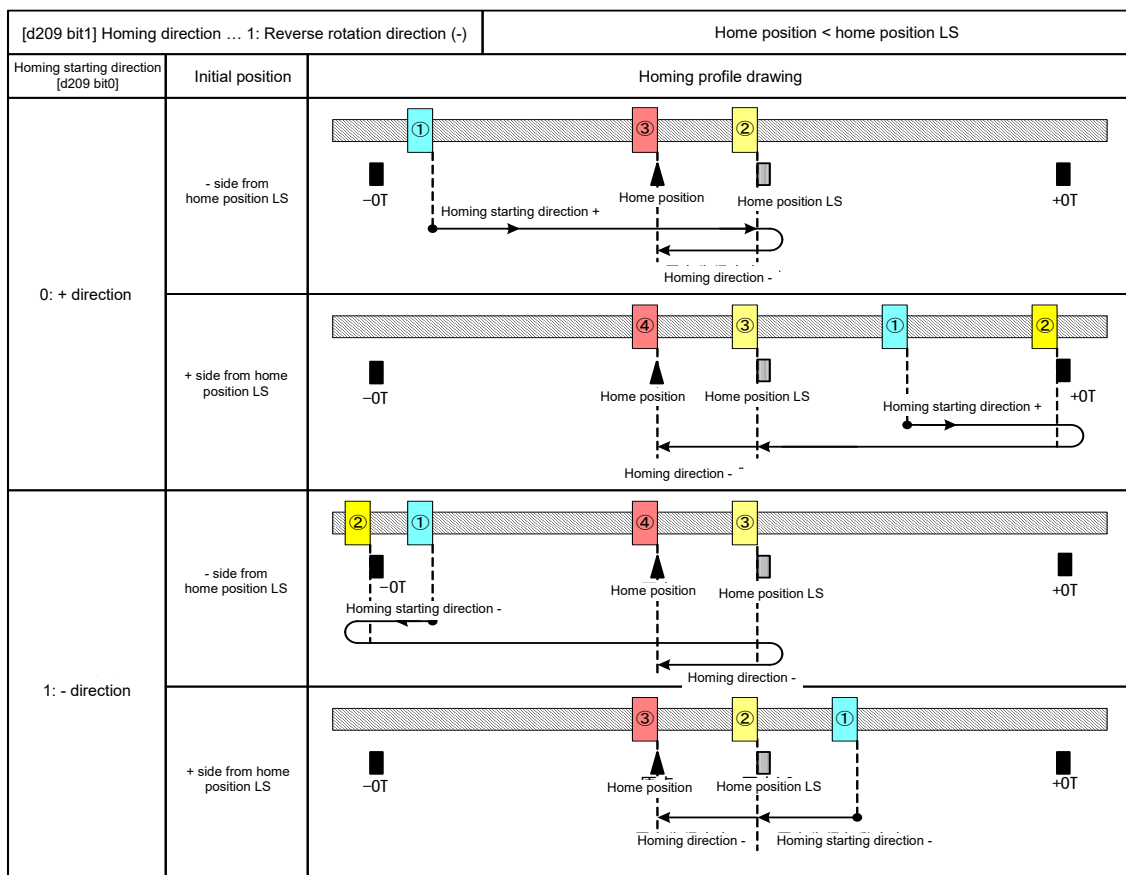 [d209 bit1] Homing direction … 1: Reverse rotation direction (-)
Home position < home position LS
Homing starting direction
[d209 bit0]
Initial position
Homing profile drawing
0: + direction
- side from
home position LS
①
③
②
−OT
Home position
Home position LS
+OT
Homing starting direction +
Homing direction -
+ side from home
position LS
④
③
①
②
−OT
Home position
Home position LS
+OT
Homing starting direction +
Homing direction -
1: - direction
- side from
home position LS
②
①
④
③
−OT
Home position
Home position LS
+OT
Homing starting direction -
Homing direction -
+ side from home
position LS
③
②
①
−OT
Home position
Home position LS
+OT
Homing direction -
Homing starting direction -